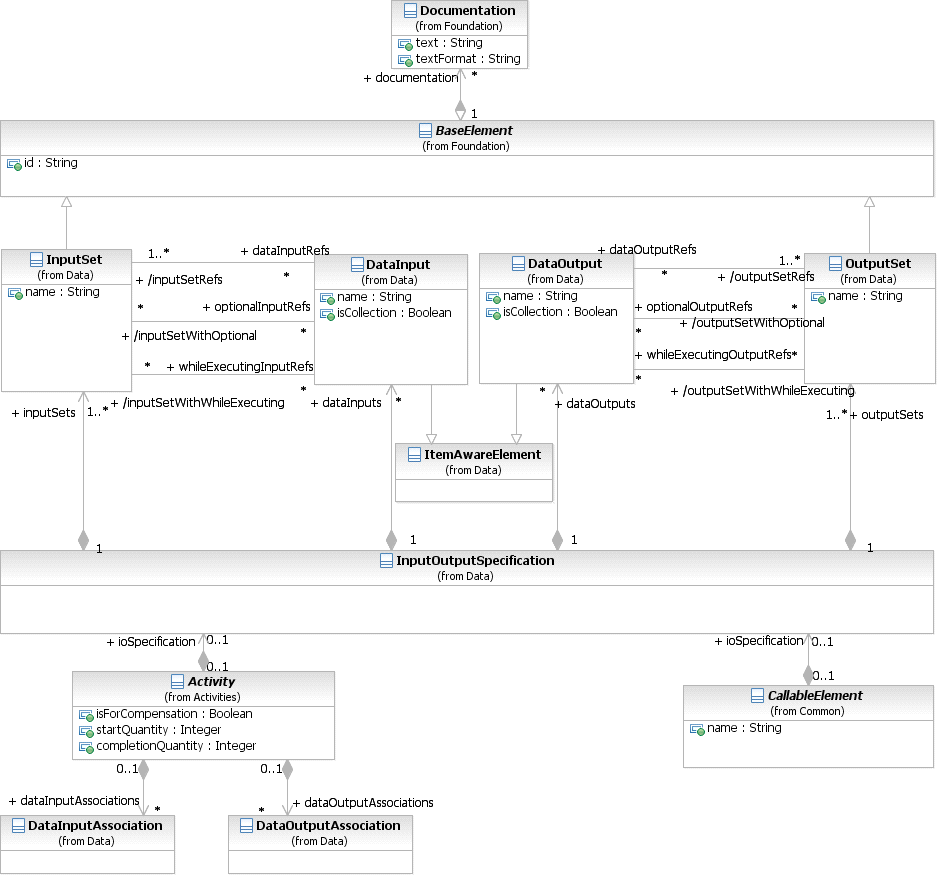 Documentation
(from Foundation)
text : String
textFormat : String
+ documentation
*
1
BaseElement
(from Foundation)
id : String
InputSet
(from Data)
name : String
1..*
+ dataInputRefs
+ /inputSetRefs
*
*
+ optionalInputRefs
+ /inputSetWithOptional
*
*
+ whileExecutingInputRefs
+ /inputSetWithWhileExecuting
*
DataInput
(from Data)
name : String
isCollection : Boolean
DataOutput
(from Data)
name : String
isCollection : Boolean
+ dataOutputRefs
1..*
*
+ /outputSetRefs
+ optionalOutputRefs
*
+ /outputSetWithOptional
*
+ whileExecutingOutputRefs
*
*
+ /outputSetWithWhileExecuting
OutputSet
(from Data)
name : String
+ inputSets
1..*
+ dataInputs
*
*
+ dataOutputs
1..*
+ outputSets
ItemAwareElement
(from Data)
1
1
1
1
InputOutputSpecification
(from Data)
+ ioSpecification
0..1
0..1
+ ioSpecification
0..1
0..1
Activity
(from Activities)
isForCompensation : Boolean
startQuantity : Integer
completionQuantity : Integer
CallableElement
(from Common)
name : String
0..1
0..1
+ dataInputAssociations
*
*
+ dataOutputAssociations
DataInputAssociation
(from Data)
DataOutputAssociation
(from Data)